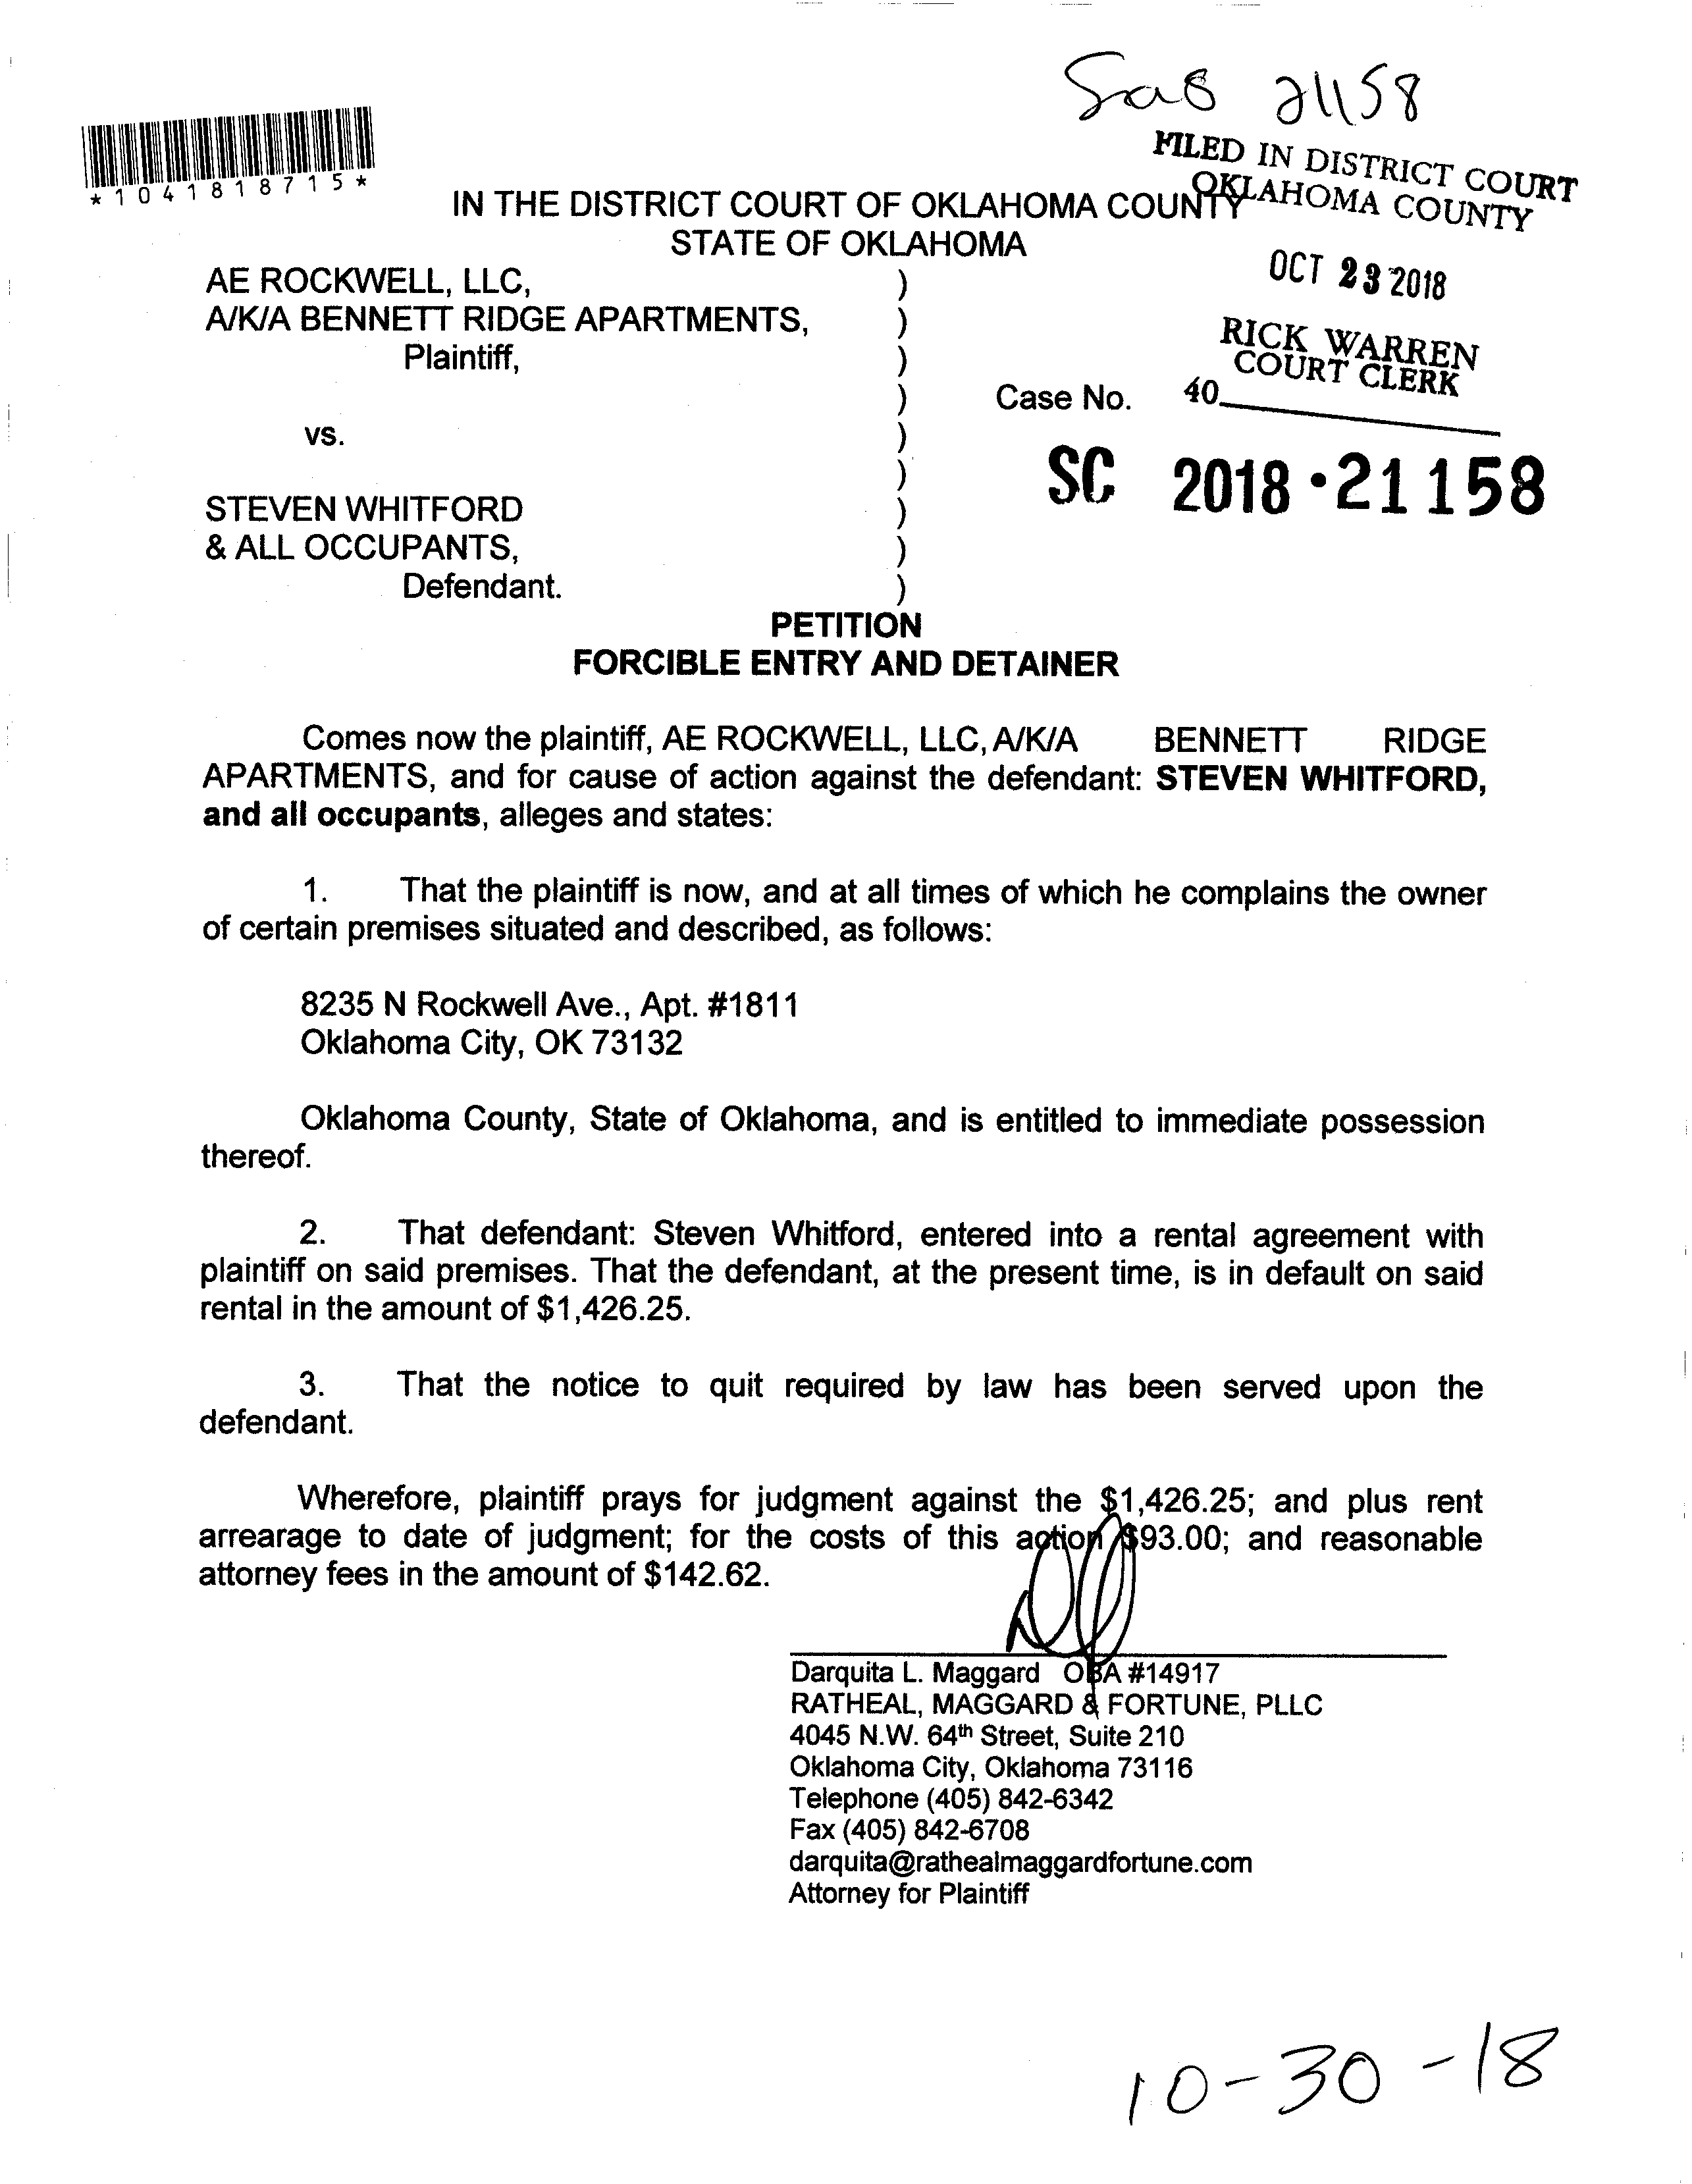 21158
FILED IN DISTRICT COURT
OKLAHOMA COUNTY
*1041818715*
IN THE DISTRICT COURT OF OKLAHOMA COUNTY
STATE OF OKLAHOMA
OCT 23 2018
AE ROCKWELL, LLC, )
A/K/A BENNETT RIDGE APARTMENTS, )
Plaintiff, )
RICK WARREN
COURT CLERK
) Case No. 40
vs. )
)
SC 2018-21158
STEVEN WHITFORD )
& ALL OCCUPANTS, )
Defendant. )
PETITION
FORCIBLE ENTRY AND DETAINER
Comes now the plaintiff, AE ROCKWELL, LLC, A/K/A BENNETT RIDGE
APARTMENTS, and for cause of action against the defendant: STEVEN WHITFORD,
and all occupants, alleges and states:
1. That the plaintiff is now, and at all times of which he complains the owner
of certain premises situated and described, as follows:
8235 N Rockwell Ave., Apt. #1811
Oklahoma City, OK 73132
Oklahoma County, State of Oklahoma, and is entitled to immediate possession
thereof.
2. That defendant: Steven Whitford, entered into a rental agreement with
plaintiff on said premises. That the defendant, at the present time, is in default on said
rental in the amount of $1,426.25.
3. That the notice to quit required by law has been served upon the
defendant.
Wherefore, plaintiff prays for judgment against the $1,426.25; and plus rent
arrearage to date of judgment; for the costs of this action $93.00; and reasonable
attorney fees in the amount of $142.62.
Darquita L. Maggard OBA #14917
RATHEAL, MAGGARD & FORTUNE, PLLC
4045 N.W. 64th Street, Suite 210
Oklahoma City, Oklahoma 73116
Telephone (405) 842-6342
Fax (405) 842-6708
darquita@rathealmaggardfortune.com
Attorney for Plaintiff
10-30-18